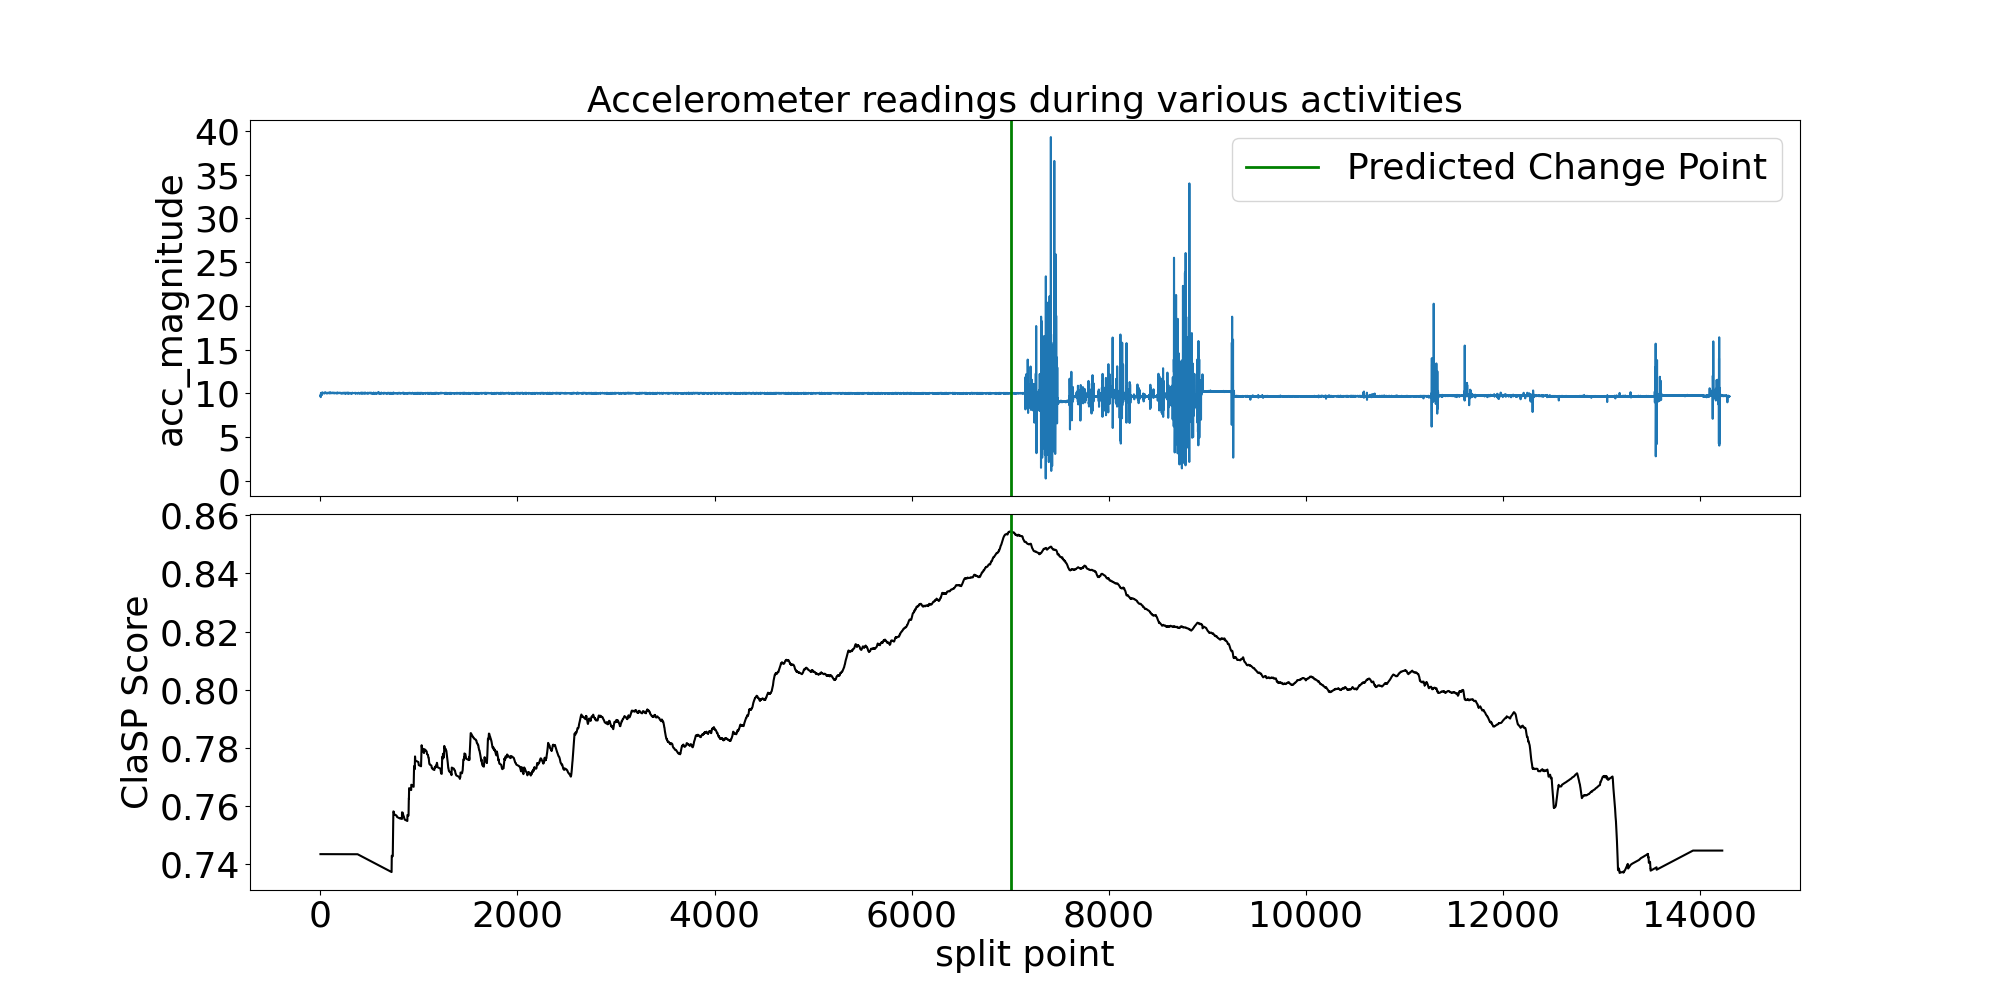 Accelerometer readings during various activities
acc_magnitude
40
35
30
25
20
15
10
5
0
Predicted Change Point
ClaSP Score
0.86
0.84
0.82
0.80
0.78
0.76
0.74
0 2000 4000 6000 8000 10000 12000 14000
split point